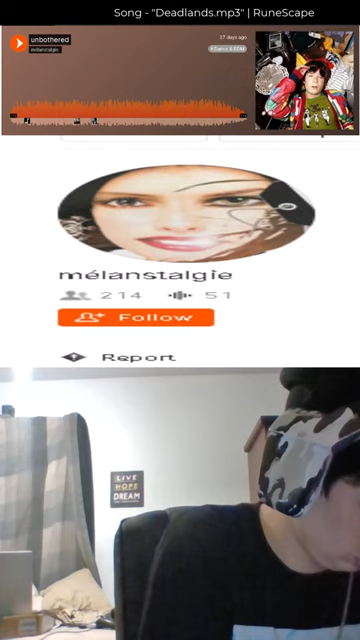 Song - "Deadlands.mp3" | RuneScape
unbothered
mélanstalgie
27 days ago
# Dance & EDM
mélanstalgie
214 51
Follow
Report
LIVE
HOPE
DREAM